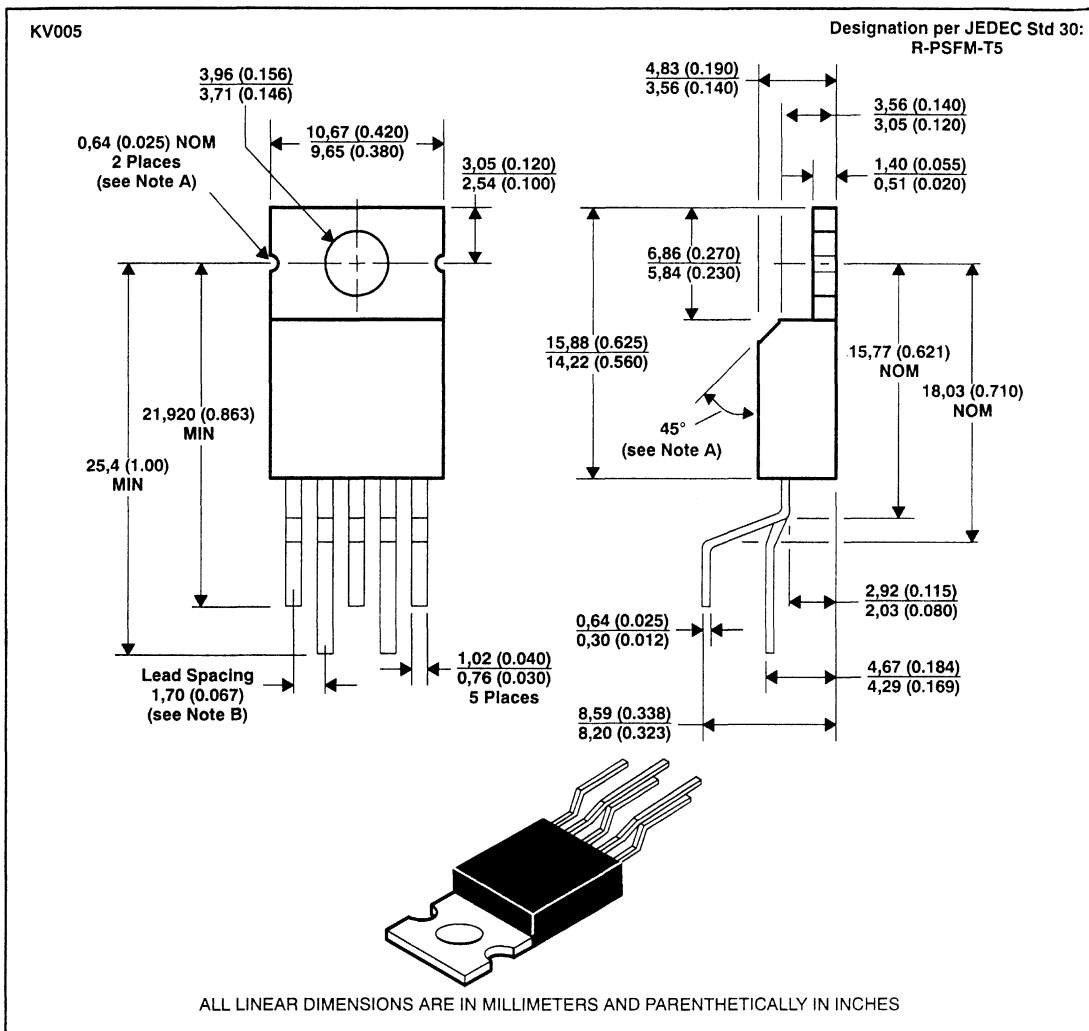 KV005
Designation per JEDEC Std 30:
R-PSFM-T5
3,96 (0.156)
3,71 (0.146)
0,64 (0.025) NOM
2 Places
(see Note A)
10,67 (0.420)
9,65 (0.380)
3,05 (0.120)
2,54 (0.100)
4,83 (0.190)
3,56 (0.140)
3,56 (0.140)
3,05 (0.120)
1,40 (0.055)
0,51 (0.020)
6,86 (0.270)
5,84 (0.230)
15,88 (0.625)
14,22 (0.560)
15,77 (0.621)
NOM
18,03 (0.710)
NOM
21,920 (0.863)
MIN
25,4 (1.00)
MIN
45°
(see Note A)
Lead Spacing
1,70 (0.067)
(see Note B)
1,02 (0.040)
0,76 (0.030)
5 Places
0,64 (0.025)
0,30 (0.012)
2,92 (0.115)
2,03 (0.080)
4,67 (0.184)
4,29 (0.169)
8,59 (0.338)
8,20 (0.323)
ALL LINEAR DIMENSIONS ARE IN MILLIMETERS AND PARENTHETICALLY IN INCHES